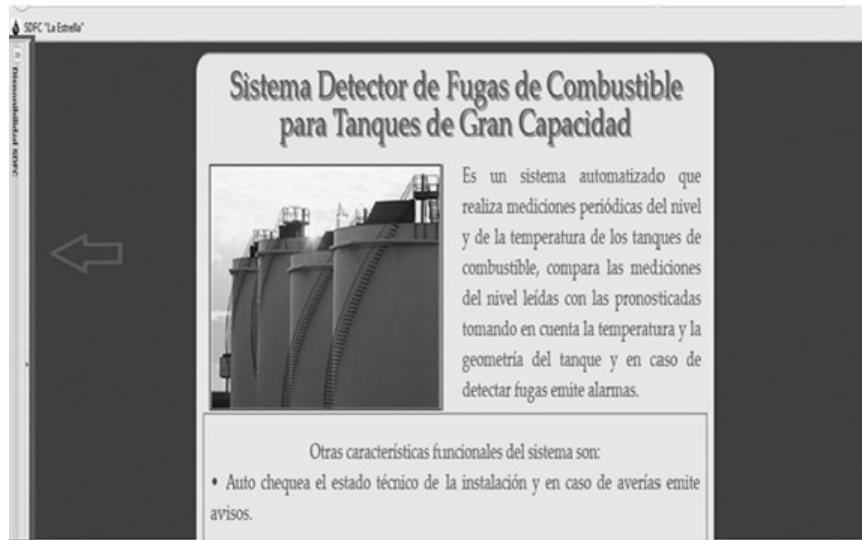 SDFC "La Estrella"
Disponibilidad SDFC
Sistema Detector de Fugas de Combustible
para Tanques de Gran Capacidad
Es un sistema automatizado que
realiza mediciones periódicas del nivel
y de la temperatura de los tanques de
combustible, compara las mediciones
del nivel leídas con las pronosticadas
tomando en cuenta la temperatura y la
geometría del tanque y en caso de
detectar fugas emite alarmas.
Otras características funcionales del sistema son:
• Auto chequea el estado técnico de la instalación y en caso de averías emite
avisos.